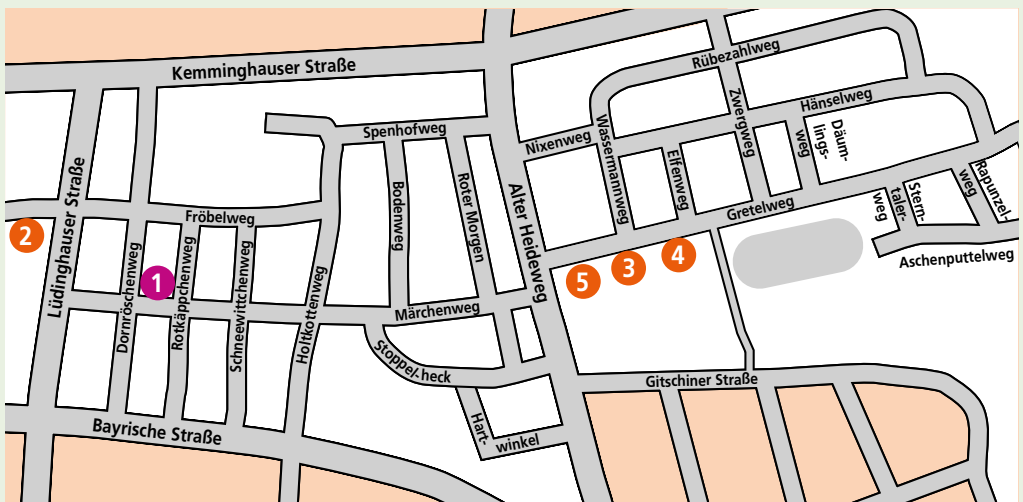 Kemminghauser Straße
Rübezahlweg
Hänselweg
Zwergweg
Wassermannweg
Nixenweg
Spenhofweg
Däum-
lings-
weg
Elfenweg
Bodenweg
Roter Morgen
Alter Heideweg
Lüdinghauser Straße
Fröbelweg
Gretelweg
Rapunzel-
weg
Stern-
taler-
weg
Aschenputtelweg
2
1
5
3
4
Dornröschenweg
Rotkäppchenweg
Schneewittchenweg
Holtkottenweg
Märchenweg
Stoppel-
heck
Gitschiner Straße
Hart-
winkel
Bayrische Straße